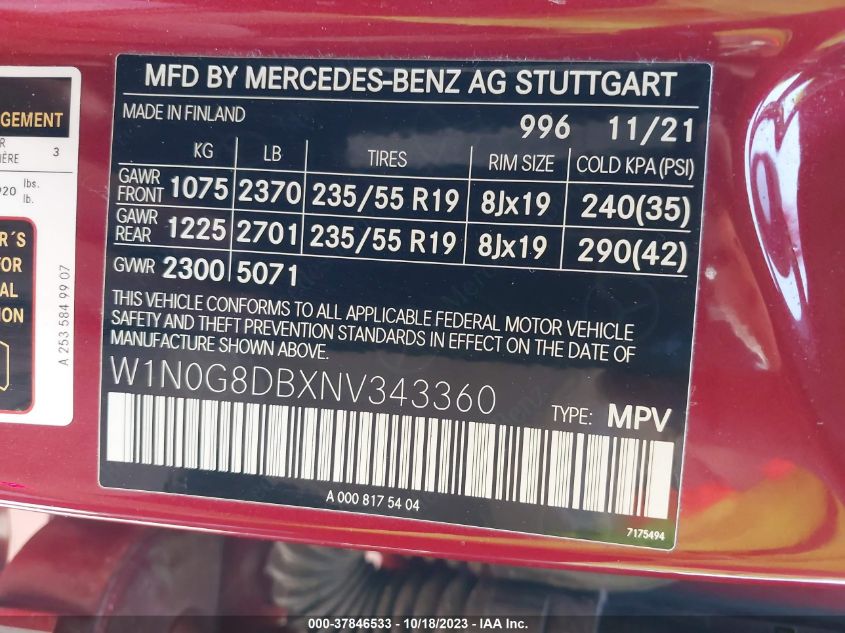 MFD BY MERCEDES-BENZ AG STUTTGART
MADE IN FINLAND
996 11/21
KG LB TIRES RIM SIZE COLD KPA (PSI)
GAWR FRONT 1075 2370 235/55 R19 8Jx19 240(35)
GAWR REAR 1225 2701 235/55 R19 8Jx19 290(42)
GVWR 2300 5071
THIS VEHICLE CONFORMS TO ALL APPLICABLE FEDERAL MOTOR VEHICLE
SAFETY AND THEFT PREVENTION STANDARDS IN EFFECT ON THE DATE OF
MANUFACTURE SHOWN ABOVE.
W1N0G8DBXNV343360
TYPE: MPV
A 000 817 54 04
7175494
3
lbs.
lb.
A 253 584 99 07
000-37846533 - 10/18/2023 - © IAA Inc.